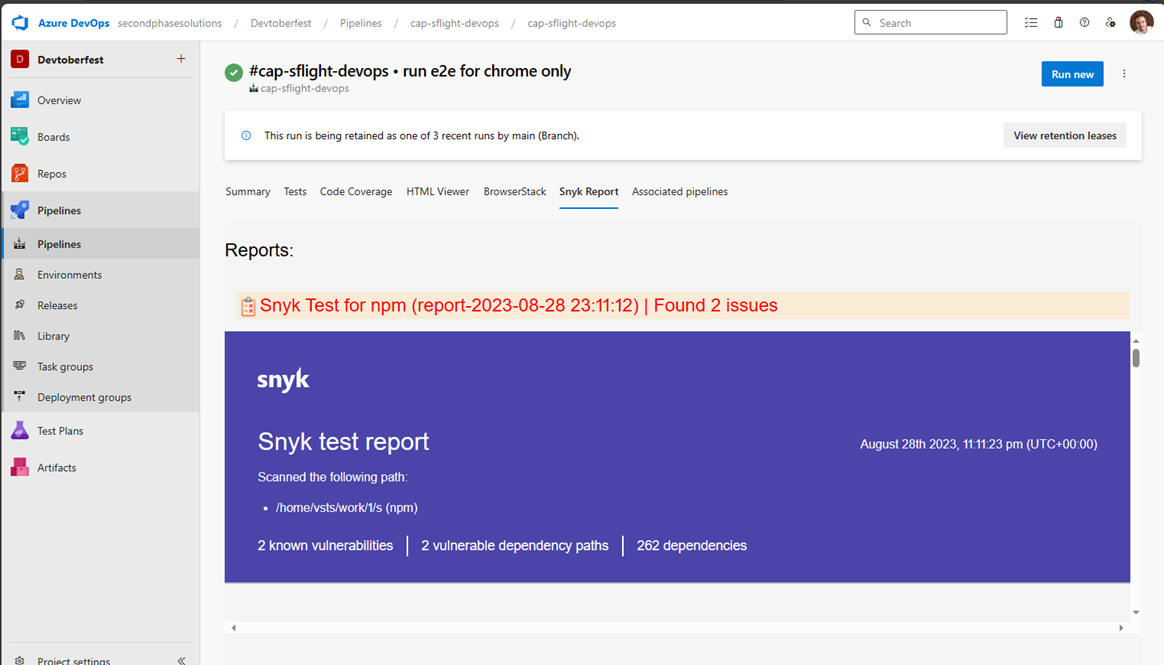 Azure DevOps secondphasesolutions / Devtoberfest / Pipelines / cap-sflight-devops / cap-sflight-devops
Search
D Devtoberfest +
Overview
Boards
Repos
Pipelines
Pipelines
Environments
Releases
Library
Task groups
Deployment groups
Test Plans
Artifacts
Project settings
#cap-sflight-devops • run e2e for chrome only
cap-sflight-devops
Run new
This run is being retained as one of 3 recent runs by main (Branch).
View retention leases
Summary Tests Code Coverage HTML Viewer BrowserStack Snyk Report Associated pipelines
Reports:
Snyk Test for npm (report-2023-08-28 23:11:12) | Found 2 issues
snyk
Snyk test report
August 28th 2023, 11:11:23 pm (UTC+00:00)
Scanned the following path:
• /home/vsts/work/1/s (npm)
2 known vulnerabilities | 2 vulnerable dependency paths | 262 dependencies